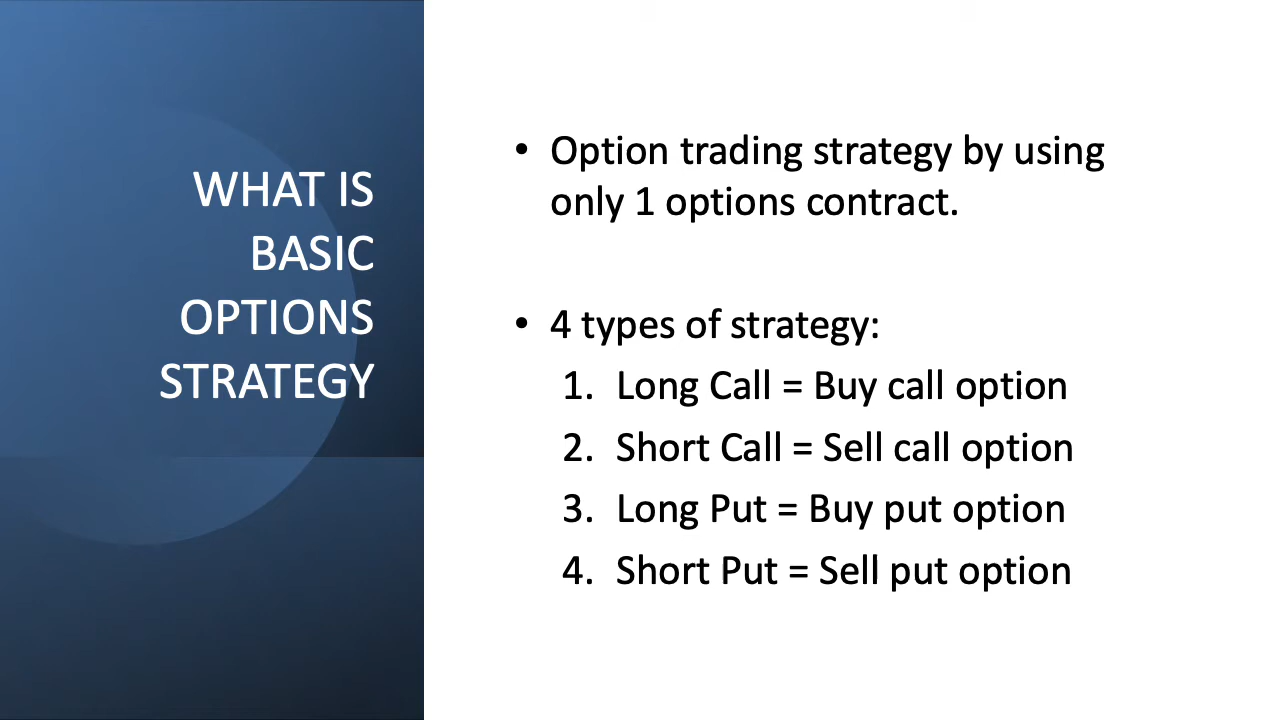 WHAT IS
BASIC
OPTIONS
STRATEGY
• Option trading strategy by using
only 1 options contract.
• 4 types of strategy:
1. Long Call = Buy call option
2. Short Call = Sell call option
3. Long Put = Buy put option
4. Short Put = Sell put option